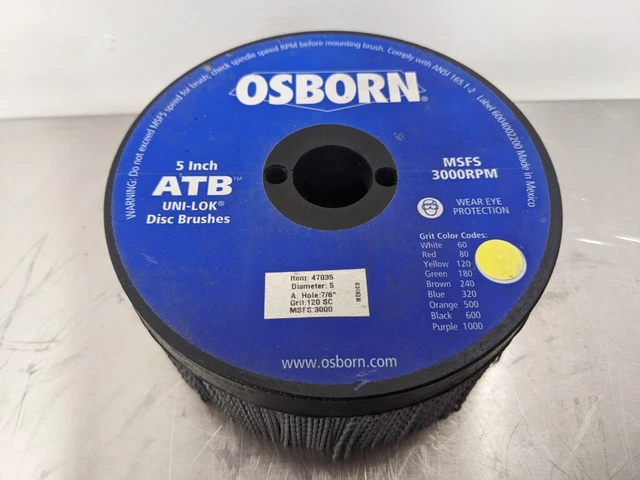 WARNING: Do not exceed MSFS speed for brush; check spindle speed RPM before mounting brush. Comply with ANSI 165.1-2 Label 6004002200 Made in Mexico.
OSBORN®
5 Inch
ATB™
UNI-LOK®
Disc Brushes
MSFS
3000RPM
WEAR EYE
PROTECTION
Grit Color Codes:
White 60
Red 80
Yellow 120
Green 180
Brown 240
Blue 320
Orange 500
Black 600
Purple 1000
Item: 47035
Diameter: 5
A. Hole:7/8"
Grit:120 SC
MSFS:3000
MEXICO
www.osborn.com